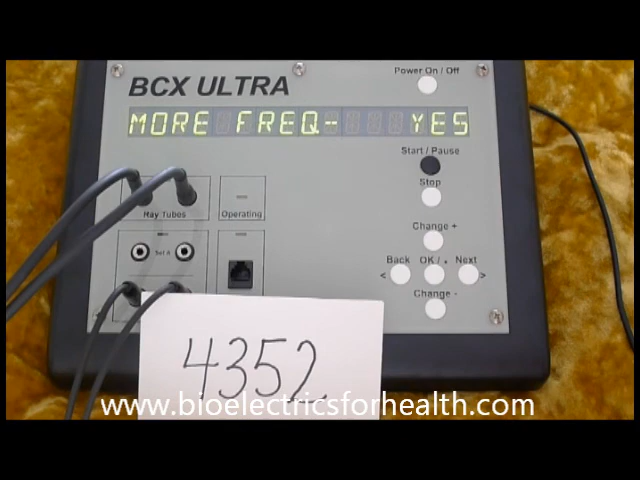 Power On / Off
BCX ULTRA
MORE FREQ- YES
Start / Pause
Stop
Ray Tubes
Operating
Change +
Set A
Back OK / • Next
< >
Change -
4352
www.bioelectricsforhealth.com